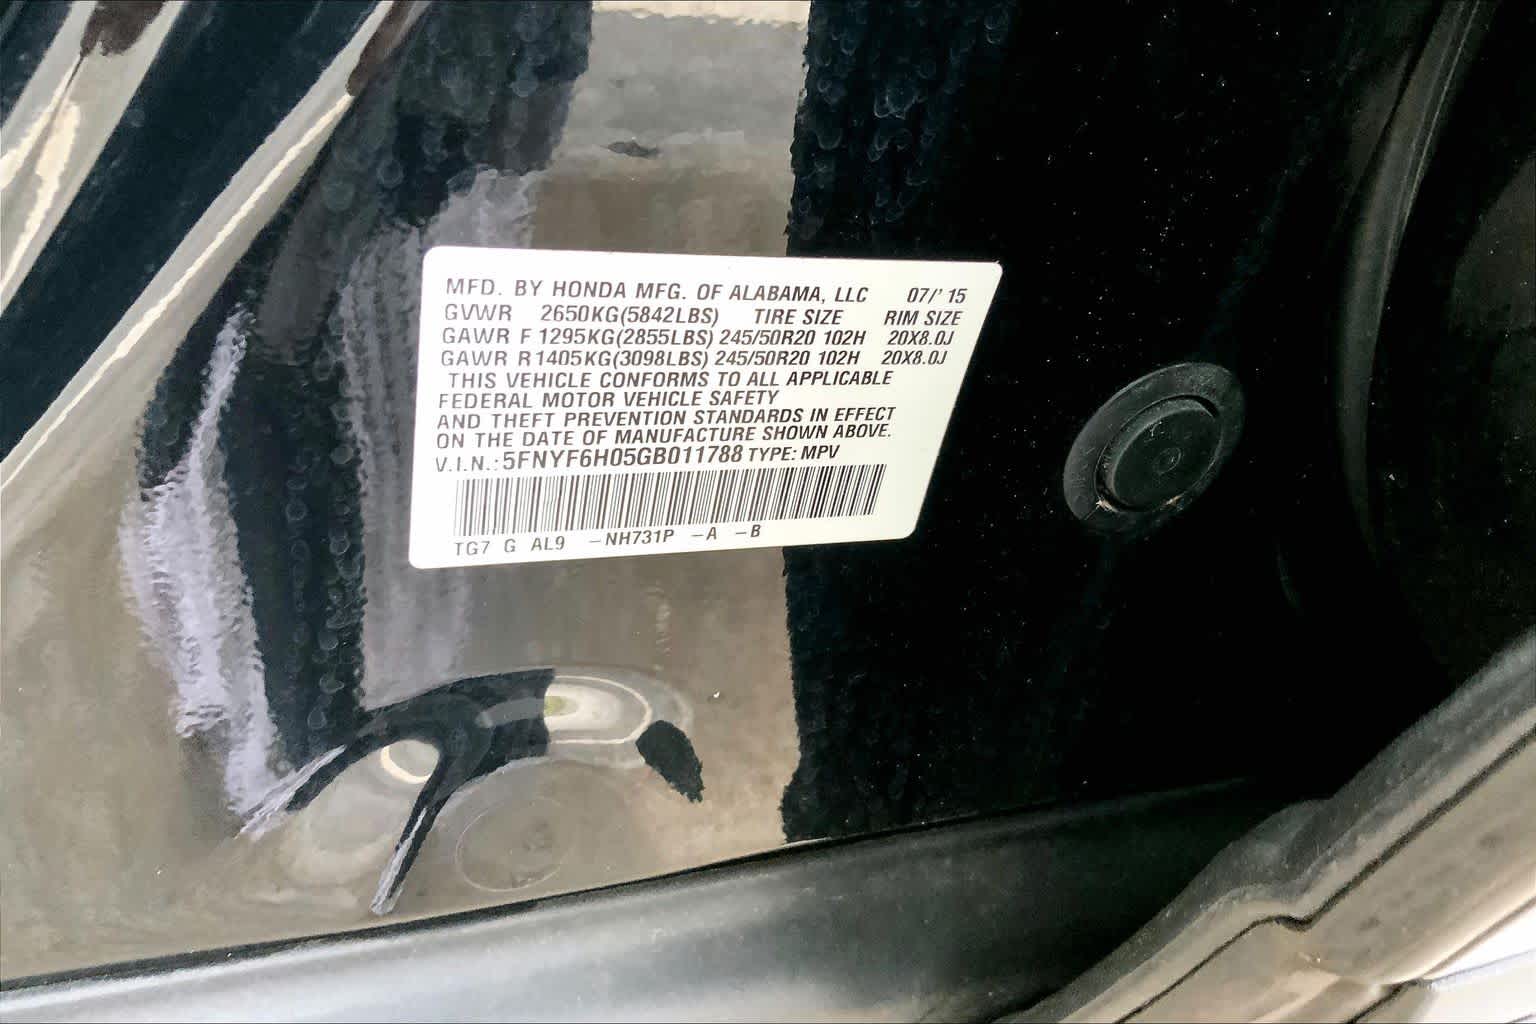 MFD. BY HONDA MFG. OF ALABAMA, LLC 07/'15
GVWR 2650KG(5842LBS) TIRE SIZE RIM SIZE
GAWR F 1295KG(2855LBS) 245/50R20 102H 20X8.0J
GAWR R 1405KG(3098LBS) 245/50R20 102H 20X8.0J
THIS VEHICLE CONFORMS TO ALL APPLICABLE
FEDERAL MOTOR VEHICLE SAFETY
AND THEFT PREVENTION STANDARDS IN EFFECT
ON THE DATE OF MANUFACTURE SHOWN ABOVE.
V.I.N.: 5FNYF6H05GB011788 TYPE: MPV
TG7 G AL9 -NH731P -A -B